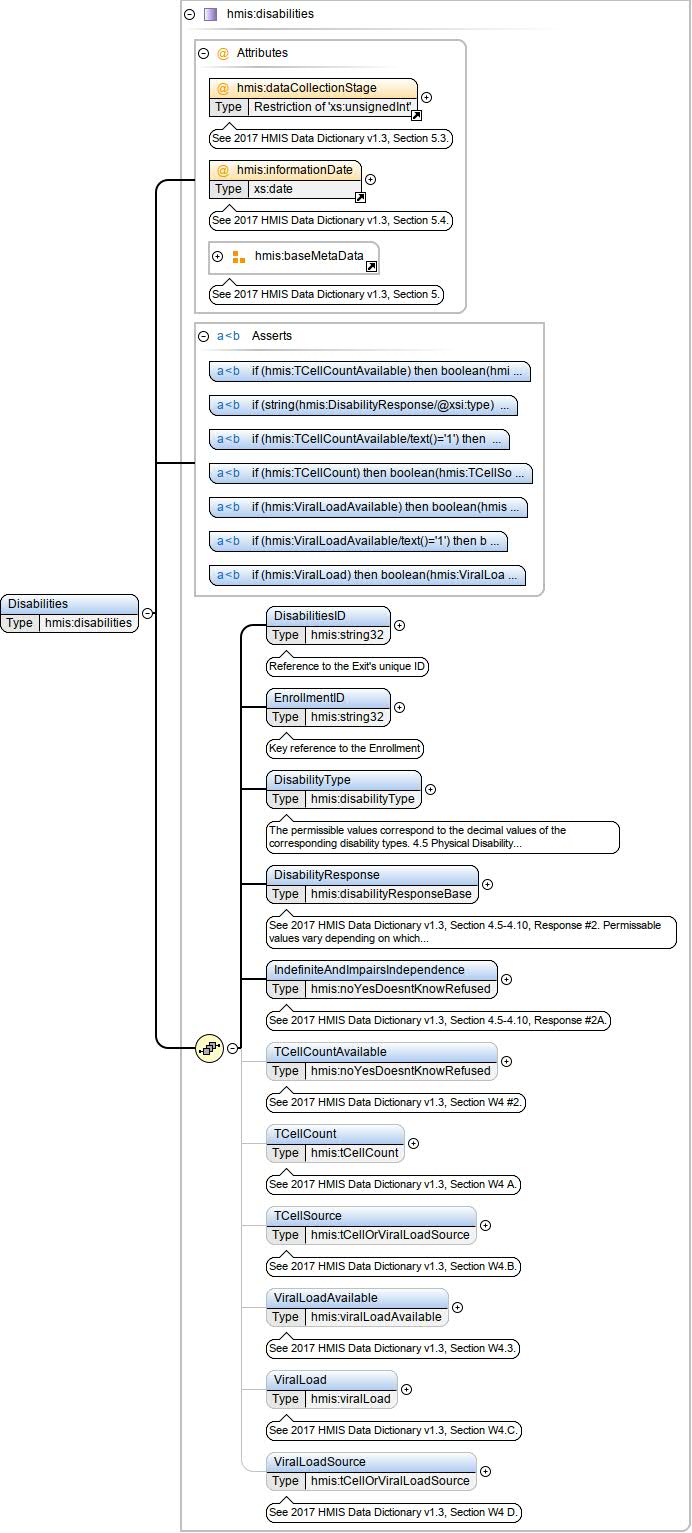 hmis:disabilities
@ Attributes
@ hmis:dataCollectionStage
Type Restriction of 'xs:unsignedInt'
See 2017 HMIS Data Dictionary v1.3, Section 5.3.
@ hmis:informationDate
Type xs:date
See 2017 HMIS Data Dictionary v1.3, Section 5.4.
hmis:baseMetaData
See 2017 HMIS Data Dictionary v1.3, Section 5.
a<b Asserts
a<b if (hmis:TCellCountAvailable) then boolean(hmi ...
a<b if (string(hmis:DisabilityResponse/@xsi:type) ...
a<b if (hmis:TCellCountAvailable/text()='1') then ...
a<b if (hmis:TCellCount) then boolean(hmis:TCellSo ...
a<b if (hmis:ViralLoadAvailable) then boolean(hmis ...
a<b if (hmis:ViralLoadAvailable/text()='1') then b ...
a<b if (hmis:ViralLoad) then boolean(hmis:ViralLoa ...
Disabilities
Type hmis:disabilities
DisabilitiesID
Type hmis:string32
Reference to the Exit's unique ID
EnrollmentID
Type hmis:string32
Key reference to the Enrollment
DisabilityType
Type hmis:disabilityType
The permissible values correspond to the decimal values of the
corresponding disability types. 4.5 Physical Disability...
DisabilityResponse
Type hmis:disabilityResponseBase
See 2017 HMIS Data Dictionary v1.3, Section 4.5-4.10, Response #2. Permissable
values vary depending on which...
IndefiniteAndImpairsIndependence
Type hmis:noYesDoesntKnowRefused
See 2017 HMIS Data Dictionary v1.3, Section 4.5-4.10, Response #2A.
TCellCountAvailable
Type hmis:noYesDoesntKnowRefused
See 2017 HMIS Data Dictionary v1.3, Section W4 #2.
TCellCount
Type hmis:tCellCount
See 2017 HMIS Data Dictionary v1.3, Section W4 A.
TCellSource
Type hmis:tCellOrViralLoadSource
See 2017 HMIS Data Dictionary v1.3, Section W4.B.
ViralLoadAvailable
Type hmis:viralLoadAvailable
See 2017 HMIS Data Dictionary v1.3, Section W4.3.
ViralLoad
Type hmis:viralLoad
See 2017 HMIS Data Dictionary v1.3, Section W4.C.
ViralLoadSource
Type hmis:tCellOrViralLoadSource
See 2017 HMIS Data Dictionary v1.3, Section W4 D.